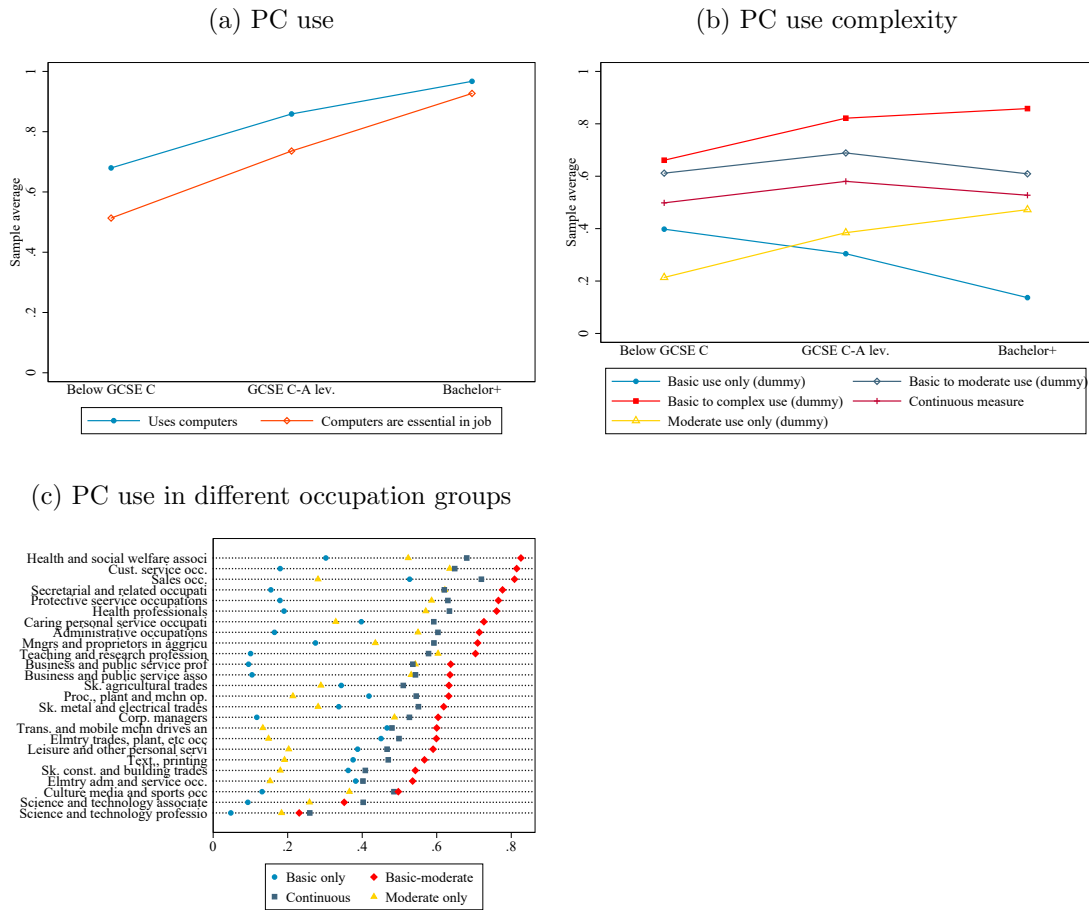 (a) PC use
(b) PC use complexity
Sample average
0 .2 .4 .6 .8 1
Below GCSE C GCSE C-A lev. Bachelor+
Uses computers Computers are essential in job
Sample average
0 .2 .4 .6 .8 1
Below GCSE C GCSE C-A lev. Bachelor+
Basic use only (dummy) Basic to moderate use (dummy)
Basic to complex use (dummy) Continuous measure
Moderate use only (dummy)
(c) PC use in different occupation groups
Health and social welfare associ
Cust. service occ.
Sales occ.
Secretarial and related occupati
Protective seervice occupations
Health professionals
Caring personal service occupati
Administrative occupations
Mngrs and proprietors in aggricu
Teaching and research profession
Business and public service prof
Business and public service asso
Sk. agricultural trades
Proc., plant and mchn op.
Sk. metal and electrical trades
Corp. managers
Trans. and mobile mchn drives an
Elmtry trades, plant, etc occ
Leisure and other personal servi
Text., printing
Sk. const. and building trades
Elmtry adm and service occ.
Culture media and sports occ
Science and technology associate
Science and technology professio
0 .2 .4 .6 .8
Basic only Basic-moderate
Continuous Moderate only